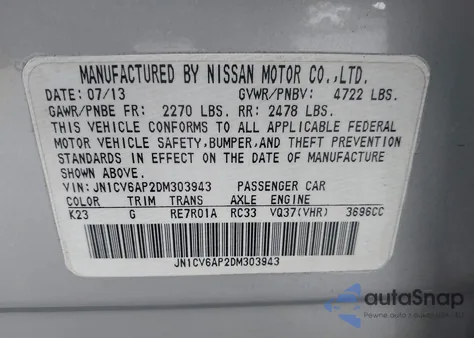 MANUFACTURED BY NISSAN MOTOR CO.,LTD.
DATE: 07/13 GVWR/PNBV: 4722 LBS.
GAWR/PNBE FR: 2270 LBS. RR: 2478 LBS.
THIS VEHICLE CONFORMS TO ALL APPLICABLE FEDERAL
MOTOR VEHICLE SAFETY, BUMPER, AND THEFT PREVENTION
STANDARDS IN EFFECT ON THE DATE OF MANUFACTURE
SHOWN ABOVE.
VIN: JN1CV6AP2DM303943 PASSENGER CAR
COLOR TRIM TRANS AXLE ENGINE
K23 G RE7R01A RC33 VQ37(VHR) 3696CC
JN1CV6AP2DM303943
autoSnap